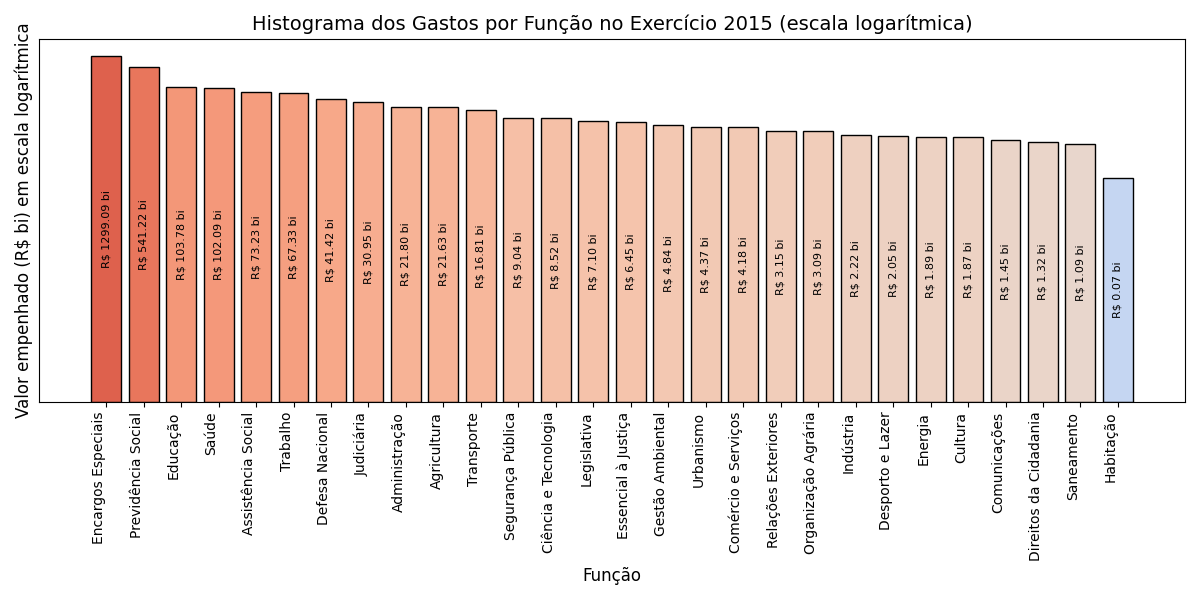 Histograma dos Gastos por Função no Exercício 2015 (escala logarítmica)
Valor empenhado (R$ bi) em escala logarítmica
R$ 1299.09 bi
R$ 541.22 bi
R$ 103.78 bi
R$ 102.09 bi
R$ 73.23 bi
R$ 67.33 bi
R$ 41.42 bi
R$ 30.95 bi
R$ 21.80 bi
R$ 21.63 bi
R$ 16.81 bi
R$ 9.04 bi
R$ 8.52 bi
R$ 7.10 bi
R$ 6.45 bi
R$ 4.84 bi
R$ 4.37 bi
R$ 4.18 bi
R$ 3.15 bi
R$ 3.09 bi
R$ 2.22 bi
R$ 2.05 bi
R$ 1.89 bi
R$ 1.87 bi
R$ 1.45 bi
R$ 1.32 bi
R$ 1.09 bi
R$ 0.07 bi
Encargos Especiais
Previdência Social
Educação
Saúde
Assistência Social
Trabalho
Defesa Nacional
Judiciária
Administração
Agricultura
Transporte
Segurança Pública
Ciência e Tecnologia
Legislativa
Essencial à Justiça
Gestão Ambiental
Urbanismo
Comércio e Serviços
Relações Exteriores
Organização Agrária
Indústria
Desporto e Lazer
Energia
Cultura
Comunicações
Direitos da Cidadania
Saneamento
Habitação
Função